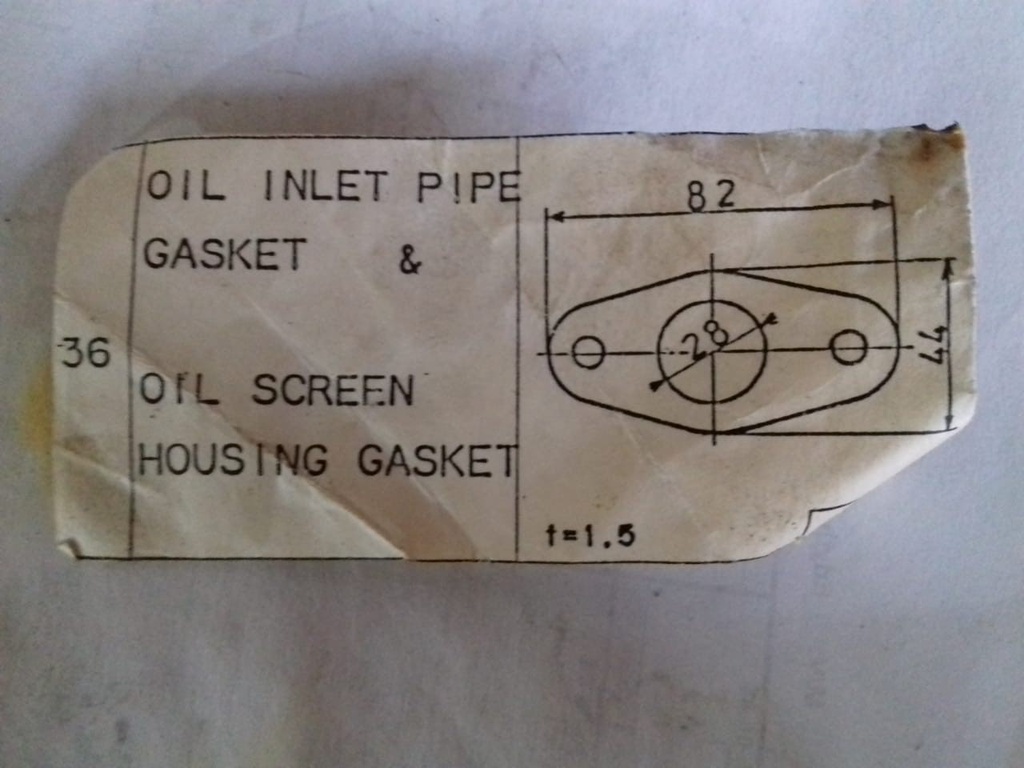 36
OIL INLET PIPE
GASKET &
OIL SCREEN
HOUSING GASKET
82
28
44
t=1.5